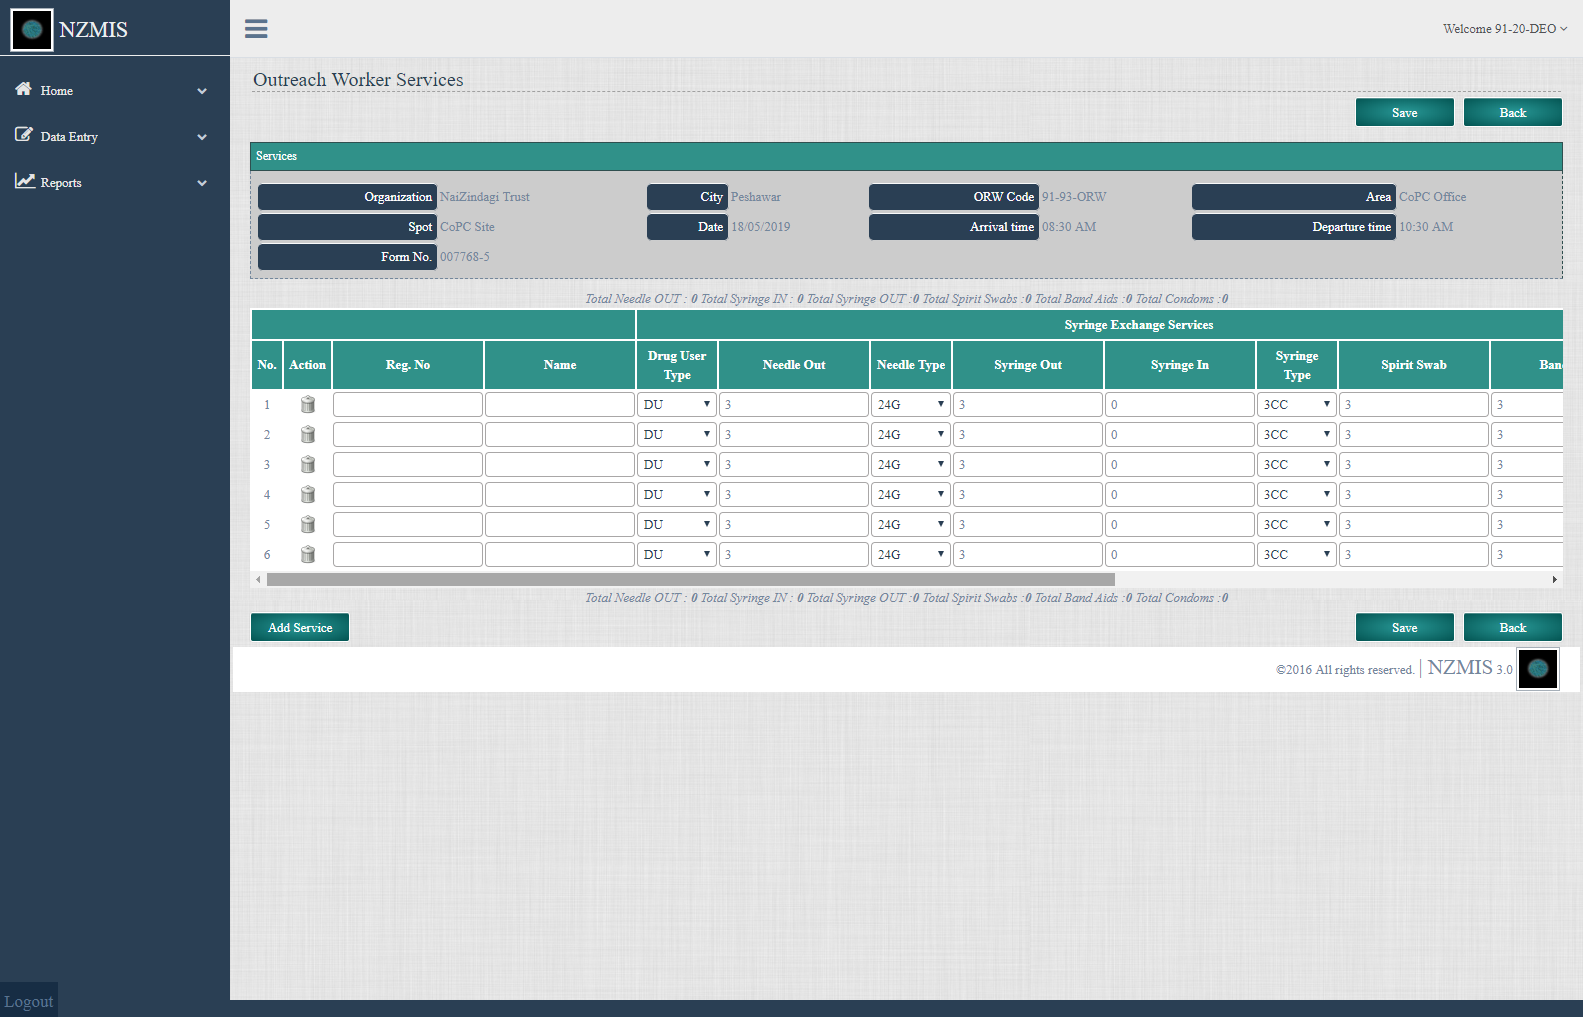 NZMIS
Welcome 91-20-DEO
Home
Data Entry
Reports
Logout
Outreach Worker Services
Save Back
Services
Organization NaiZindagi Trust City Peshawar ORW Code 91-93-ORW Area CoPC Office
Spot CoPC Site Date 18/05/2019 Arrival time 08:30 AM Departure time 10:30 AM
Form No. 007768-5
Total Needle OUT : 0 Total Syringe IN : 0 Total Syringe OUT :0 Total Spirit Swabs :0 Total Band Aids :0 Total Condoms :0
Syringe Exchange Services
No. Action Reg. No Name Drug User Type Needle Out Needle Type Syringe Out Syringe In Syringe Type Spirit Swab Ban
1 DU 3 24G 3 0 3CC 3 3
2 DU 3 24G 3 0 3CC 3 3
3 DU 3 24G 3 0 3CC 3 3
4 DU 3 24G 3 0 3CC 3 3
5 DU 3 24G 3 0 3CC 3 3
6 DU 3 24G 3 0 3CC 3 3
Total Needle OUT : 0 Total Syringe IN : 0 Total Syringe OUT :0 Total Spirit Swabs :0 Total Band Aids :0 Total Condoms :0
Add Service Save Back
©2016 All rights reserved. | NZMIS 3.0